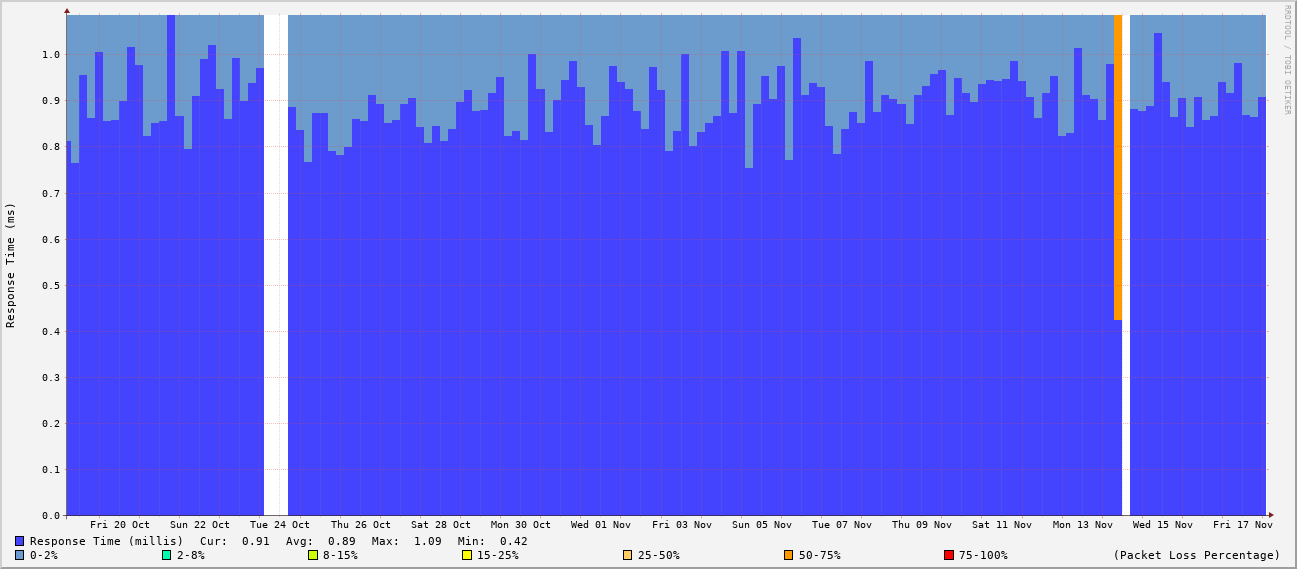 RRDTOOL / TOBI OETIKER
Response Time (ms)
1.0
0.9
0.8
0.7
0.6
0.5
0.4
0.3
0.2
0.1
0.0
Fri 20 Oct Sun 22 Oct Tue 24 Oct Thu 26 Oct Sat 28 Oct Mon 30 Oct Wed 01 Nov Fri 03 Nov Sun 05 Nov Tue 07 Nov Thu 09 Nov Sat 11 Nov Mon 13 Nov Wed 15 Nov Fri 17 Nov
Response Time (millis) Cur: 0.91 Avg: 0.89 Max: 1.09 Min: 0.42
0-2% 2-8% 8-15% 15-25% 25-50% 50-75% 75-100% (Packet Loss Percentage)